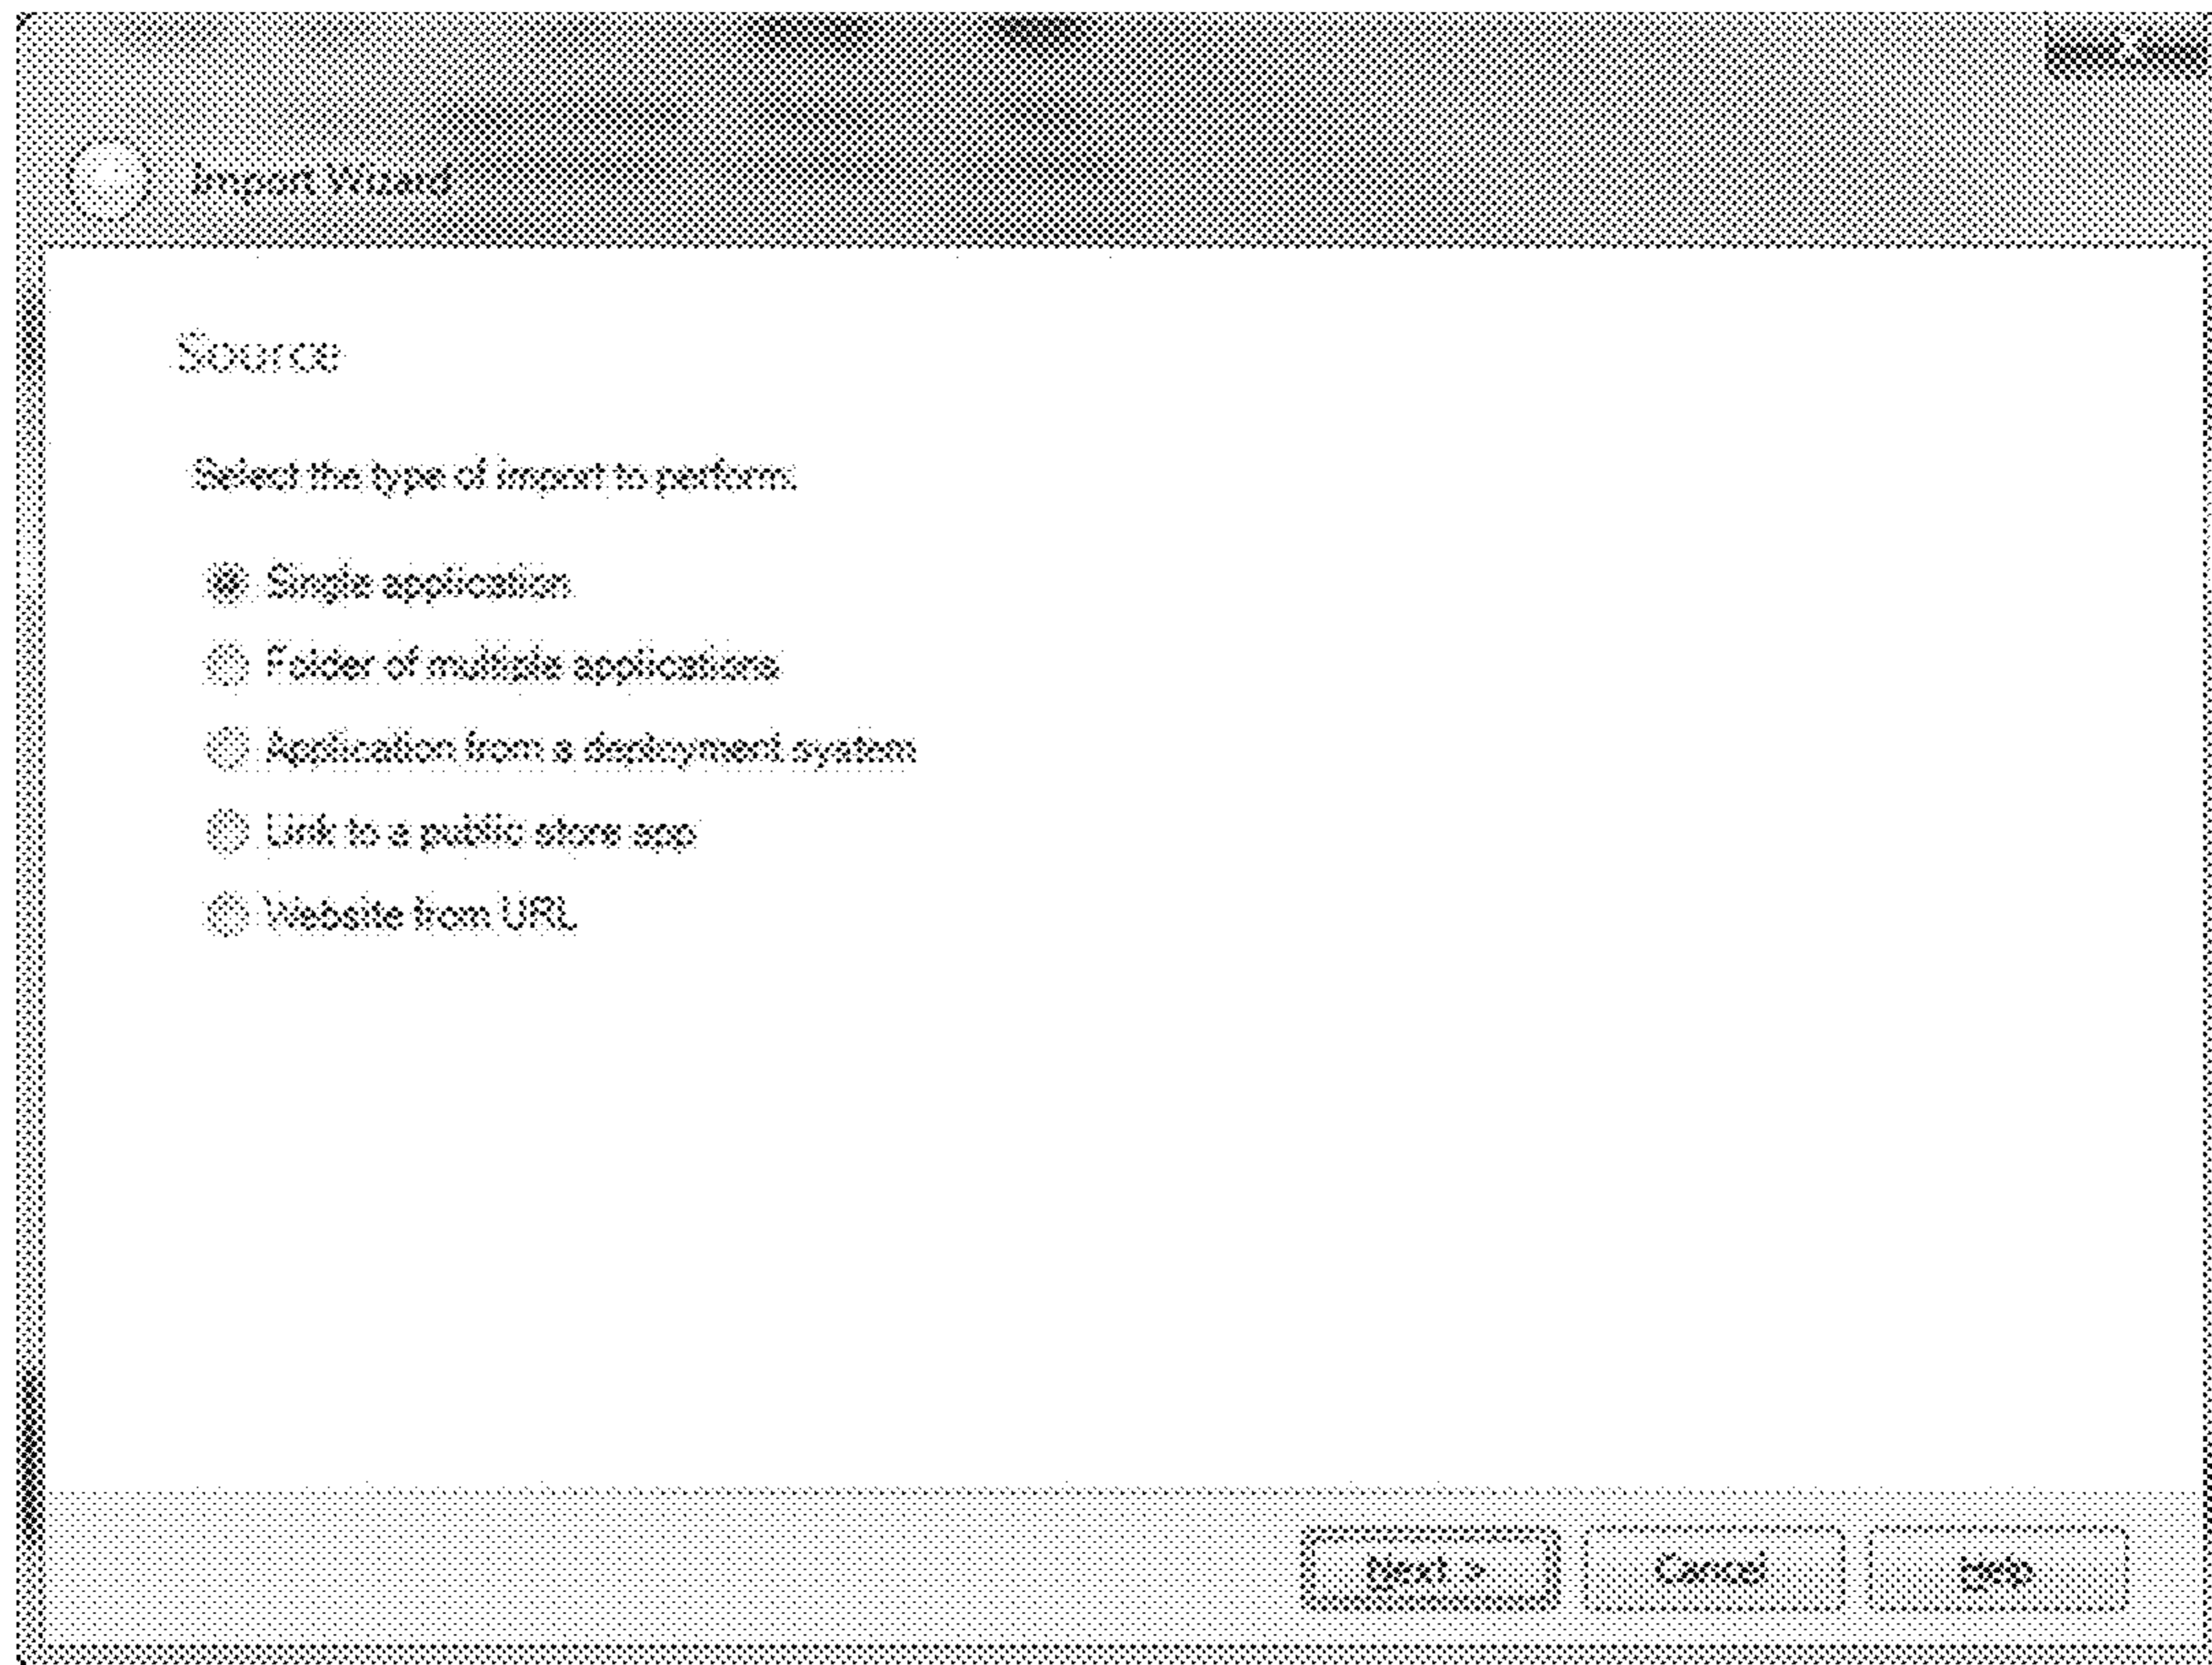 Import Wizard
Source
Select the type of import to perform:
Single application
Folder of multiple applications
Application from a deployment system
Link to a public store app
Website from URL
Next >
Cancel
Help